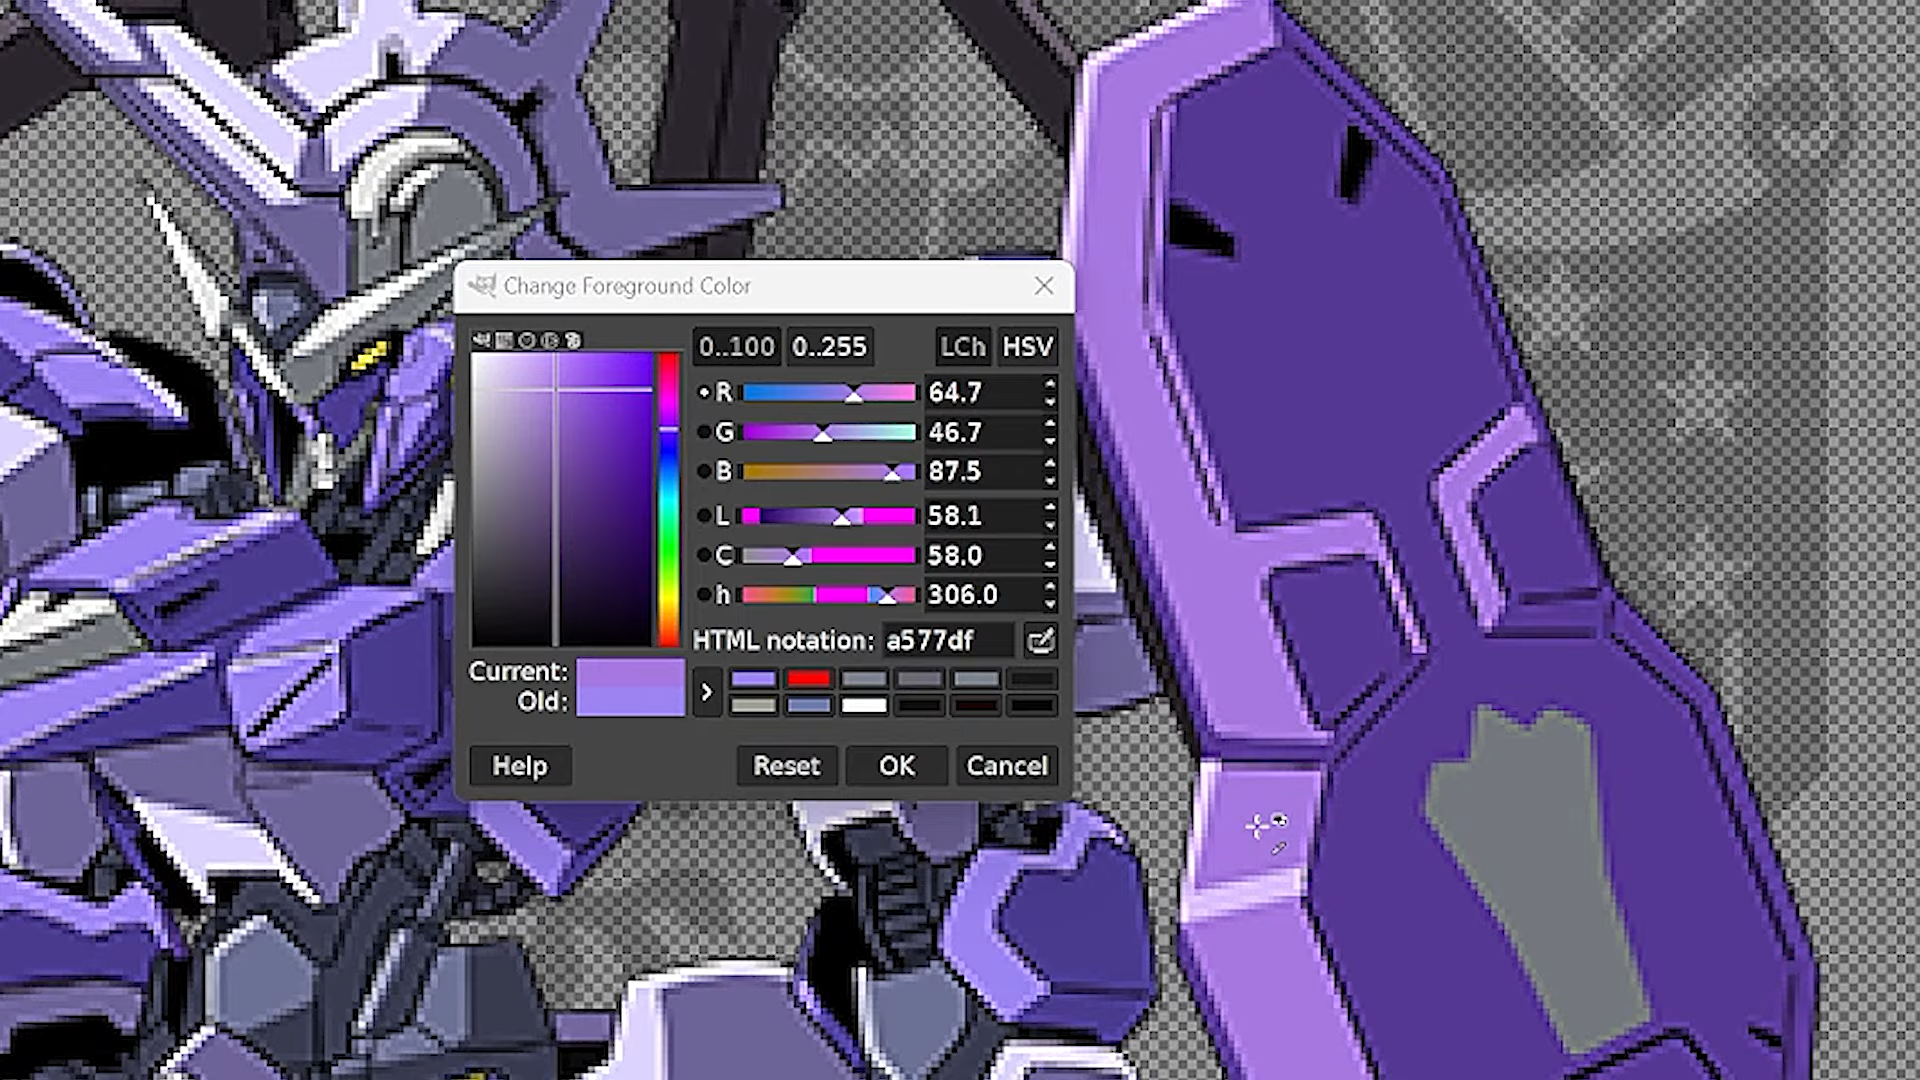 Change Foreground Color
0..100 0..255 LCh HSV
R 64.7
G 46.7
B 87.5
L 58.1
C 58.0
h 306.0
HTML notation: a577df
Current:
Old:
Help Reset OK Cancel